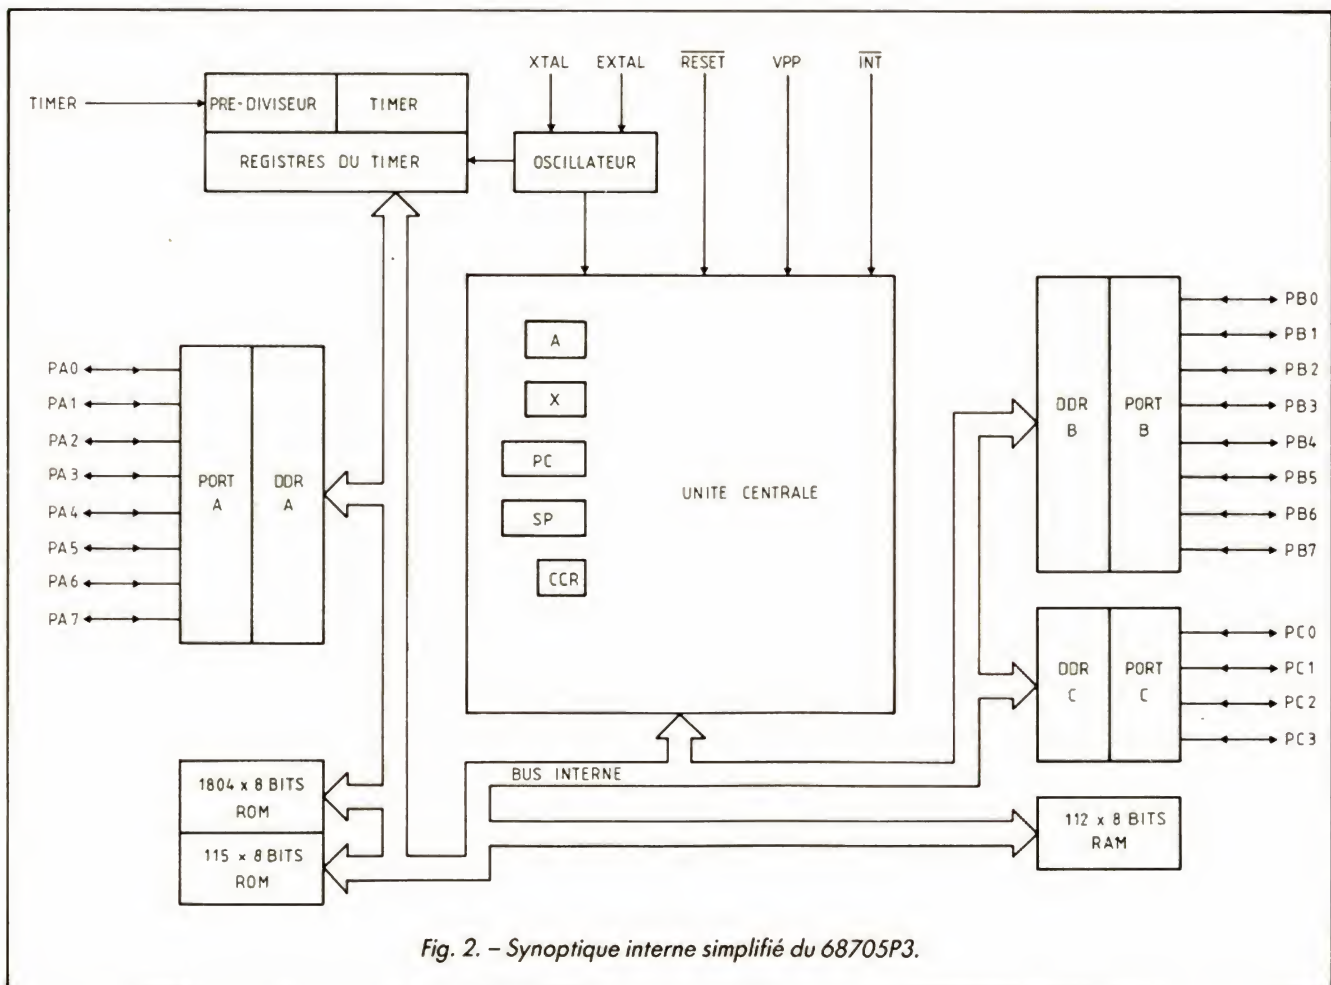 XTAL EXTAL RESET VPP INT
TIMER
PRE-DIVISEUR TIMER
REGISTRES DU TIMER
OSCILLATEUR
PA0
PA1
PA2
PA3
PA4
PA5
PA6
PA7
PORT A
DDR A
A
X
PC
SP
CCR
UNITE CENTRALE
DDR B
PORT B
PB0
PB1
PB2
PB3
PB4
PB5
PB6
PB7
DDR C
PORT C
PC0
PC1
PC2
PC3
1804 x 8 BITS
ROM
115 x 8 BITS
ROM
BUS INTERNE
112 x 8 BITS
RAM
Fig. 2. – Synoptique interne simplifié du 68705P3.